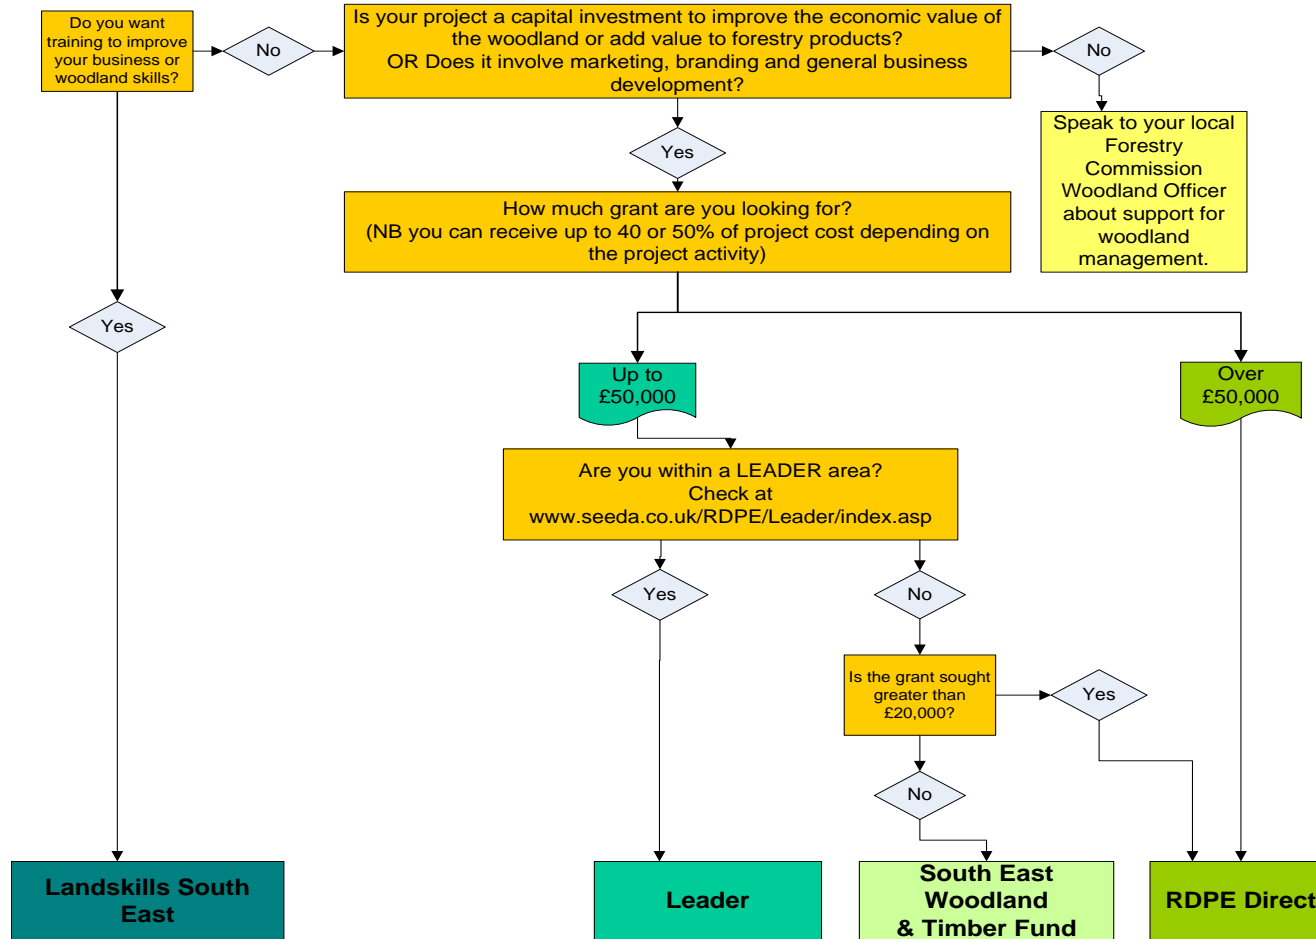 Do you want
training to improve
your business or
woodland skills?
No
Is your project a capital investment to improve the economic value of
the woodland or add value to forestry products?
OR Does it involve marketing, branding and general business
development?
No
Speak to your local
Forestry
Commission
Woodland Officer
about support for
woodland
management.
Yes
How much grant are you looking for?
(NB you can receive up to 40 or 50% of project cost depending on
the project activity)
Yes
Up to
£50,000
Over
£50,000
Are you within a LEADER area?
Check at
www.seeda.co.uk/RDPE/Leader/index.asp
Yes
No
Is the grant sought
greater than
£20,000?
Yes
No
Landskills South
East
Leader
South East
Woodland
& Timber Fund
RDPE Direct